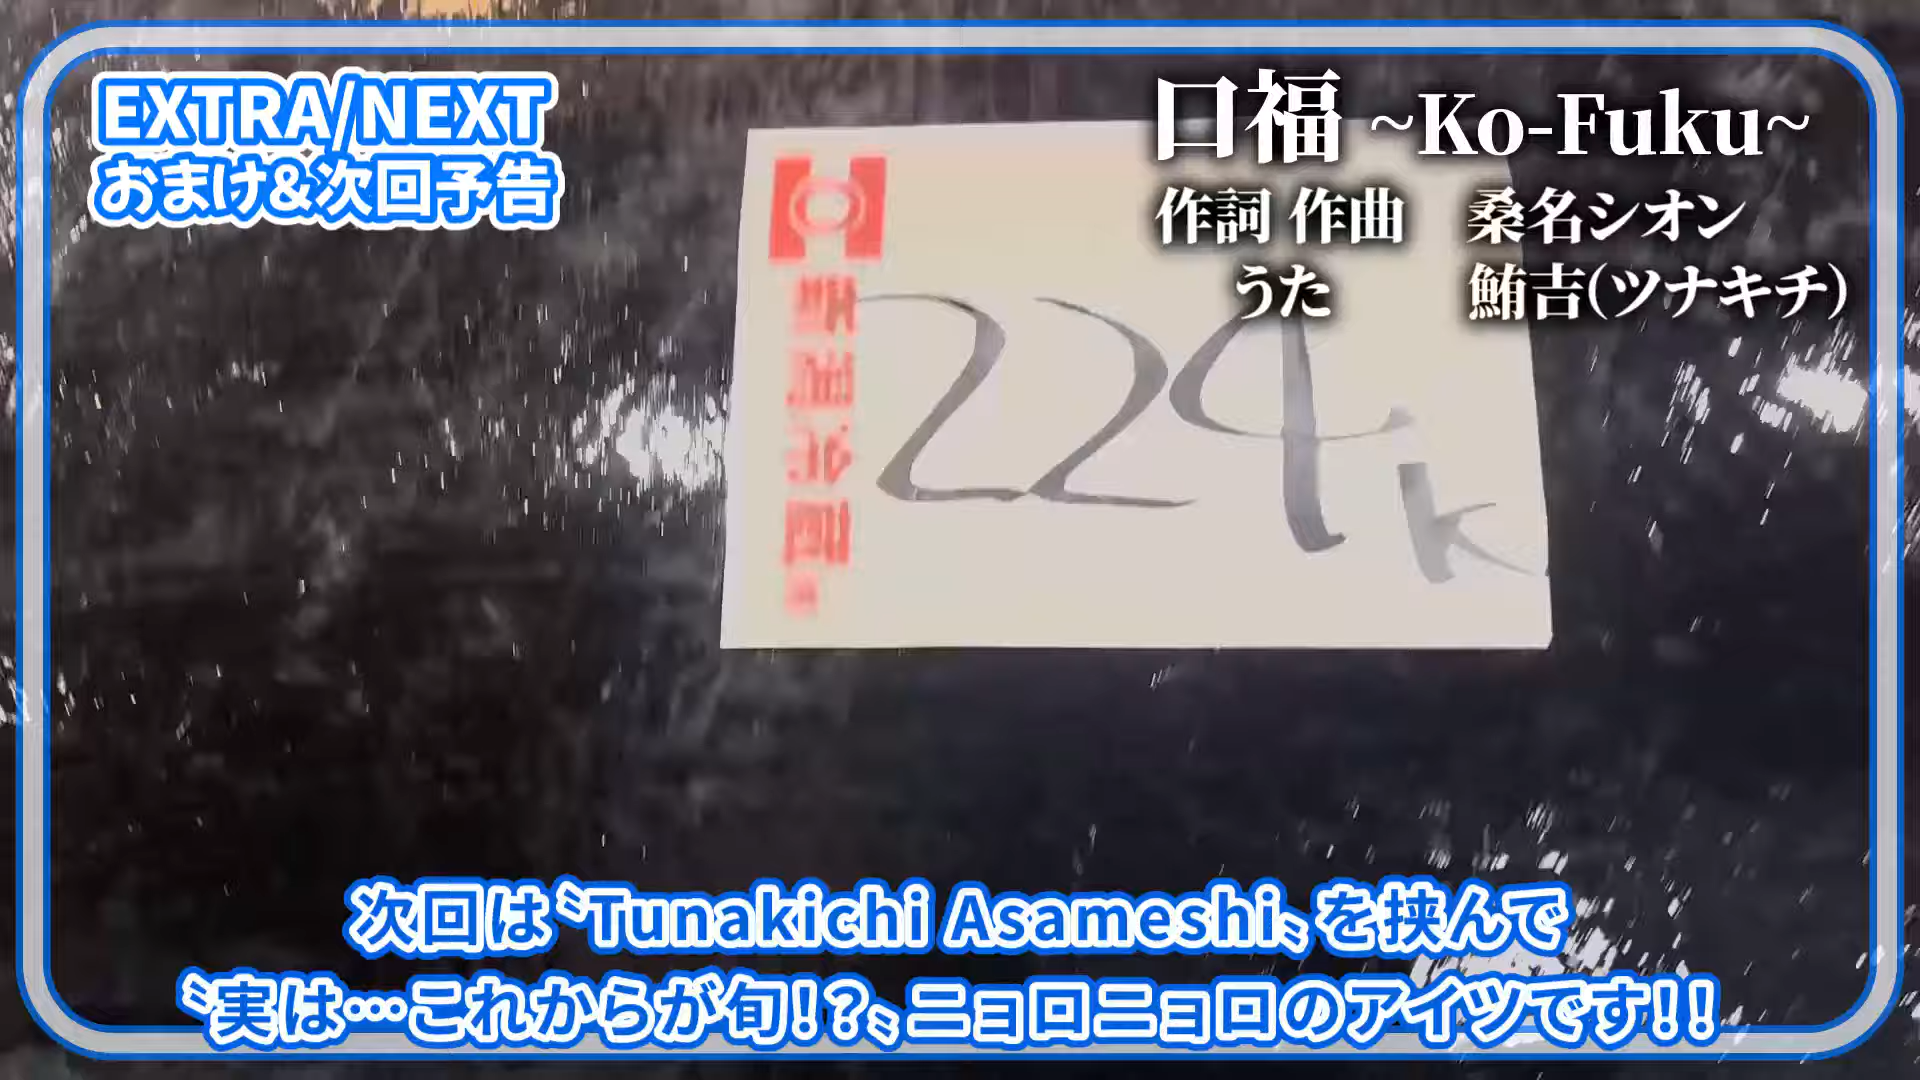 EXTRA/NEXT
おまけ&次回予告
口福 ~Ko-Fuku~
作詞 作曲 桑名シオン
うた 鮪吉(ツナキチ)
224k
次回は〝Tunakichi Asameshi〟を挟んで
〝実は…これからが旬!?〟ニョロニョロのアイツです!!